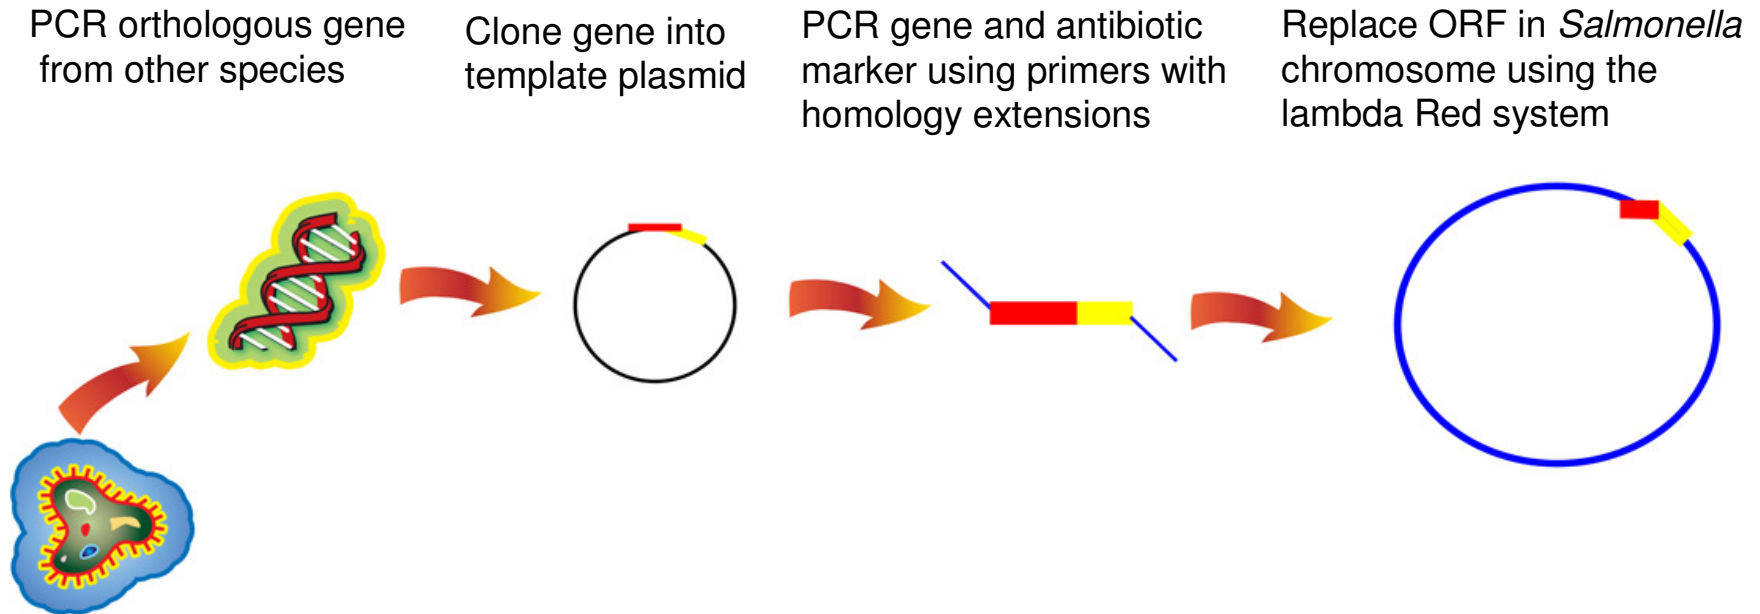 PCR orthologous gene
from other species
Clone gene into
template plasmid
PCR gene and antibiotic
marker using primers with
homology extensions
Replace ORF in Salmonella
chromosome using the
lambda Red system